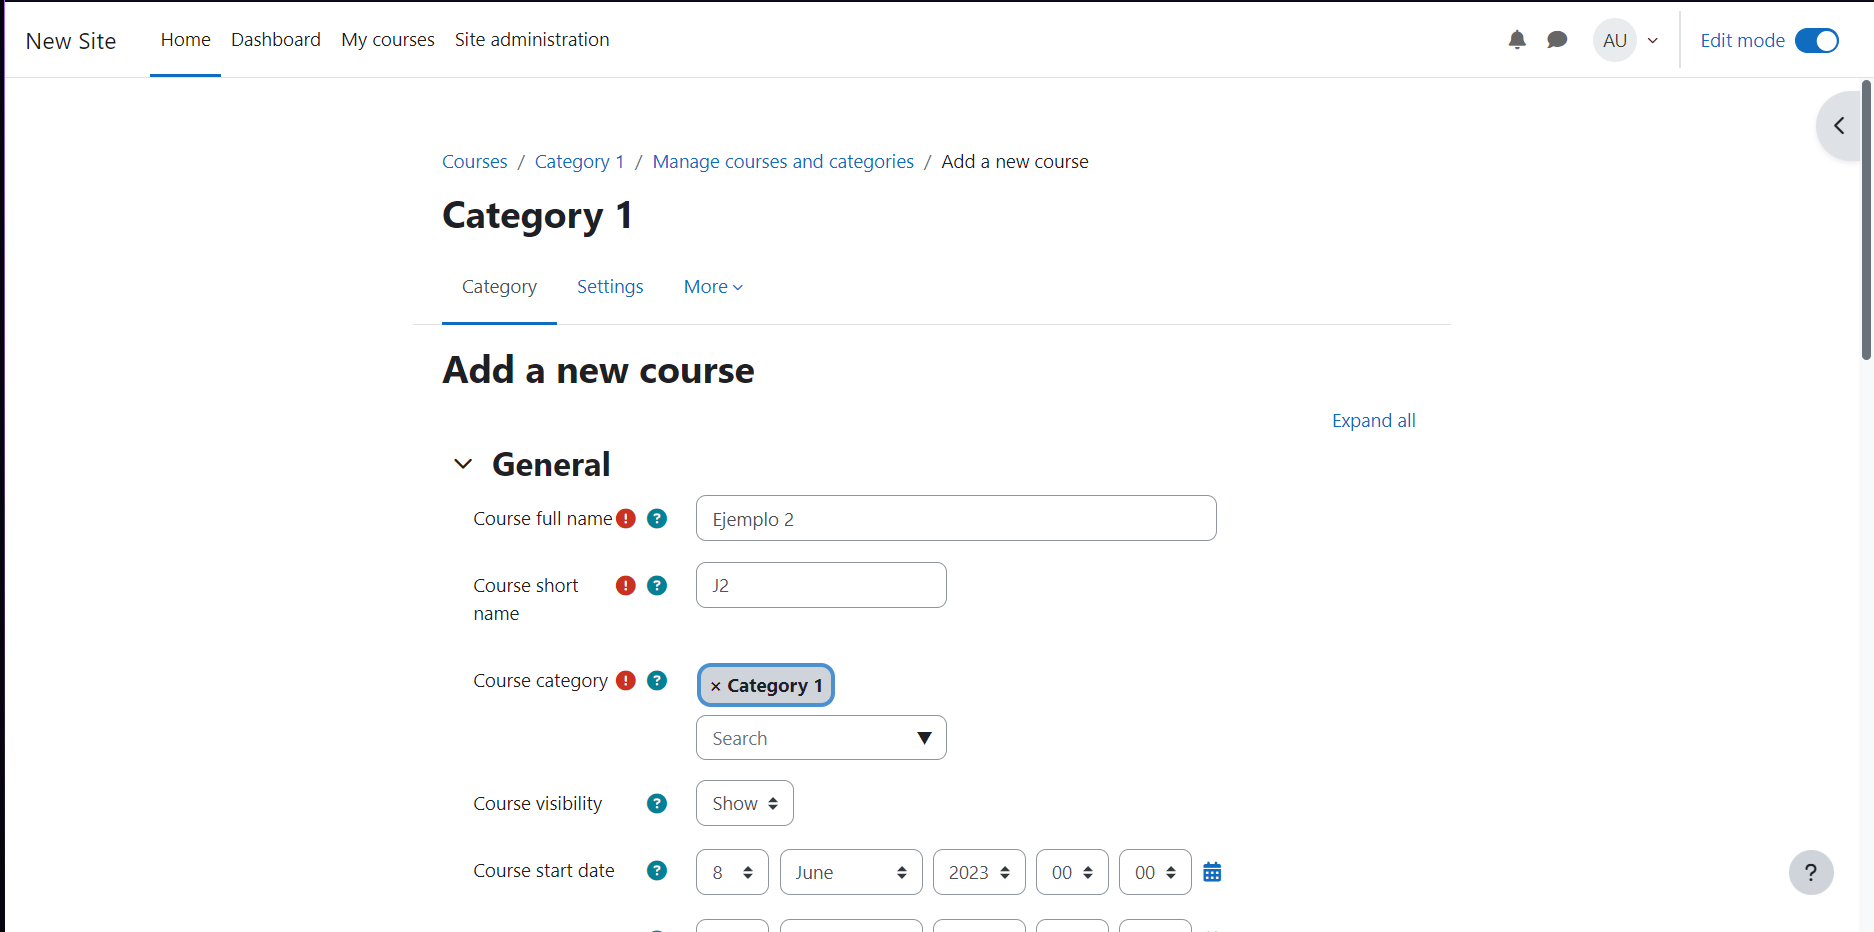 New Site Home Dashboard My courses Site administration AU Edit mode
Courses / Category 1 / Manage courses and categories / Add a new course
Category 1
Category Settings More
Add a new course
Expand all
General
Course full name ! ? Ejemplo 2
Course short name ! ? J2
Course category ! ? × Category 1
Search
Course visibility ? Show
Course start date ? 8 June 2023 00 00
?